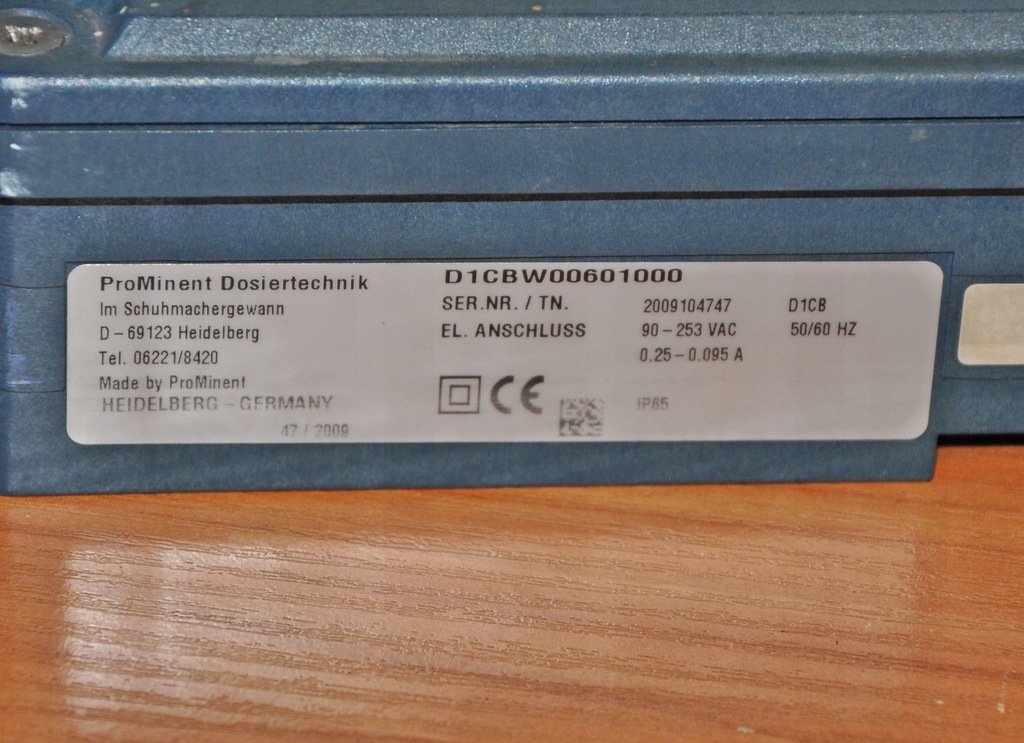 ProMinent Dosiertechnik
Im Schuhmachergewann
D-69123 Heidelberg
Tel. 06221/8420
Made by ProMinent
HEIDELBERG - GERMANY
47 / 2009
D1CBW00601000
SER.NR. / TN. 2009104747 D1CB
EL. ANSCHLUSS 90-253 VAC 50/60 HZ
0.25-0.095 A
CE
IP65